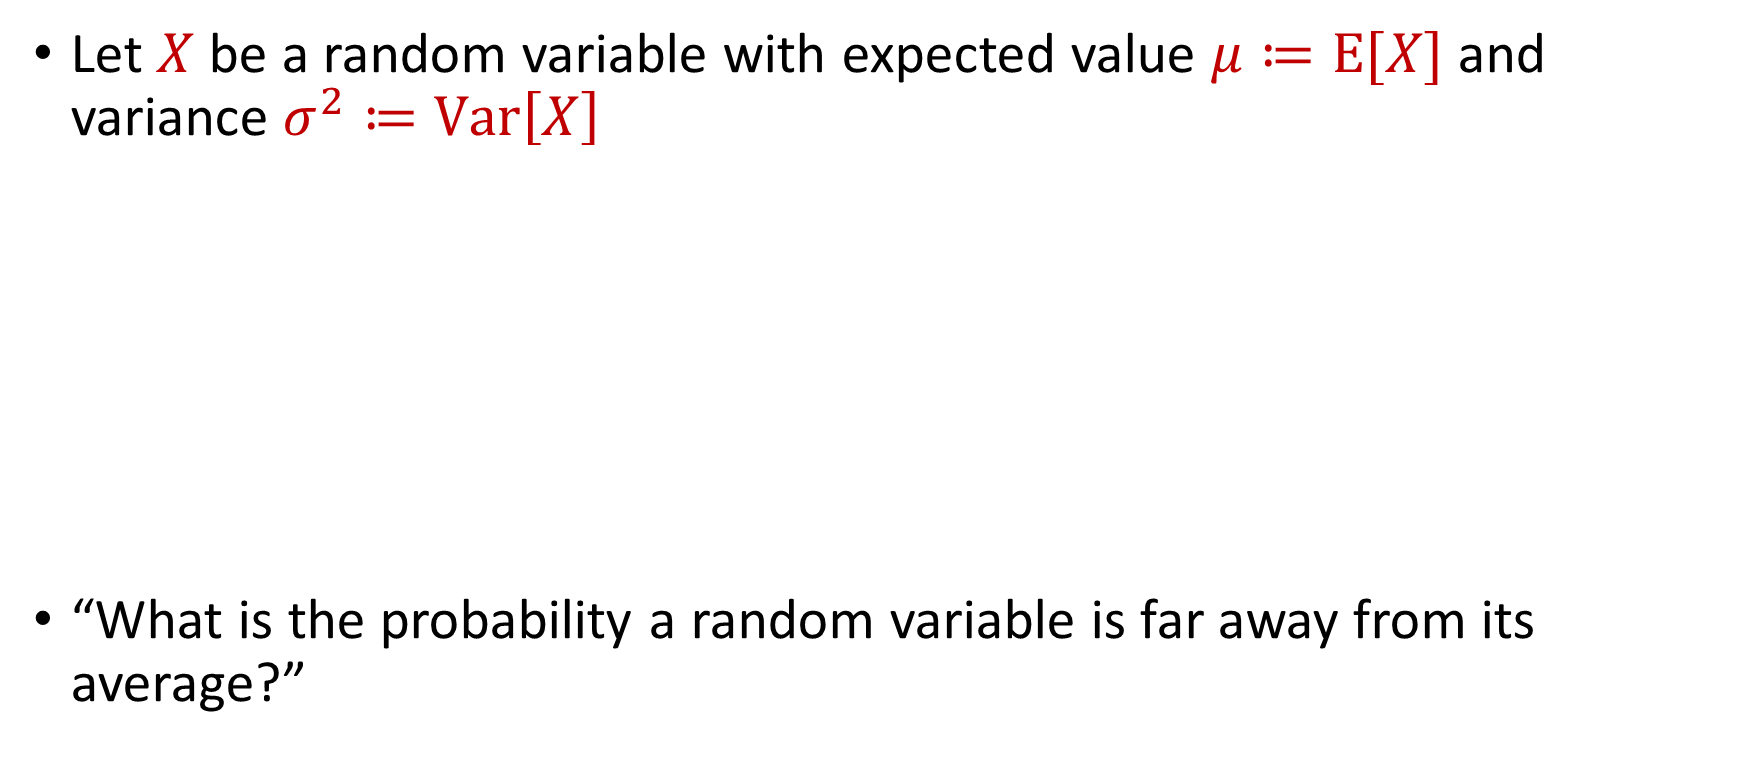 • Let X be a random variable with expected value μ ≔ E[X] and
variance σ² ≔ Var[X]
• “What is the probability a random variable is far away from its
average?”